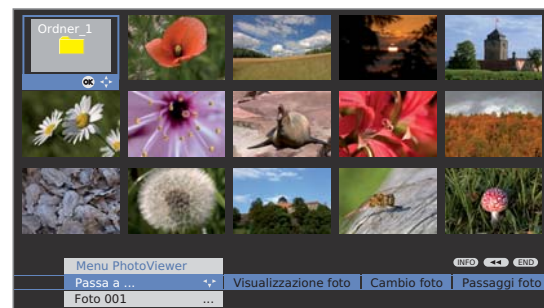 Ordner_1
OK
INFO END
Menu PhotoViewer
Passa a ... Visualizzazione foto Cambio foto Passaggi foto
Foto 001 ...